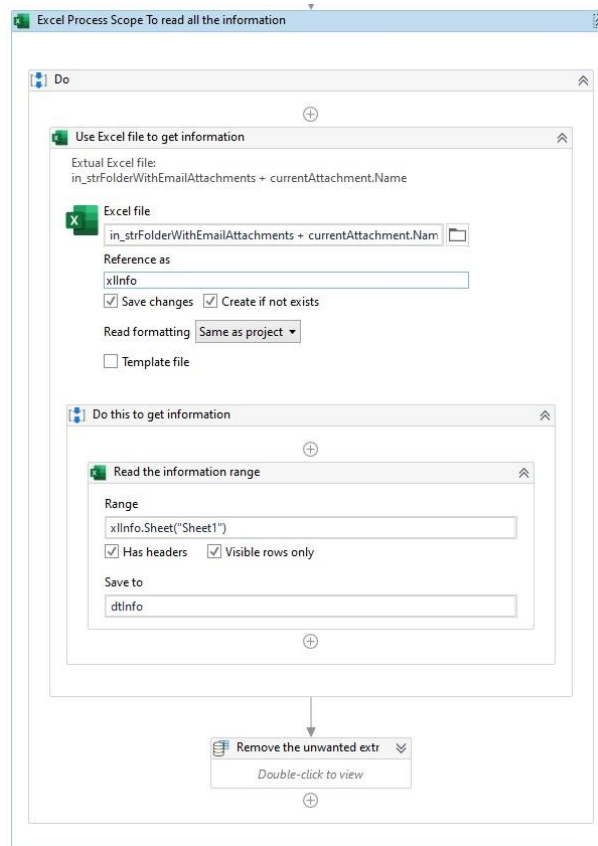 Excel Process Scope To read all the information
Do
Use Excel file to get information
Extual Excel file:
in_strFolderWithEmailAttachments + currentAttachment.Name
Excel file
in_strFolderWithEmailAttachments + currentAttachment.Nam
Reference as
xlInfo
Save changes Create if not exists
Read formatting Same as project
Template file
Do this to get information
Read the information range
Range
xlInfo.Sheet("Sheet1")
Has headers Visible rows only
Save to
dtInfo
Remove the unwanted extr
Double-click to view